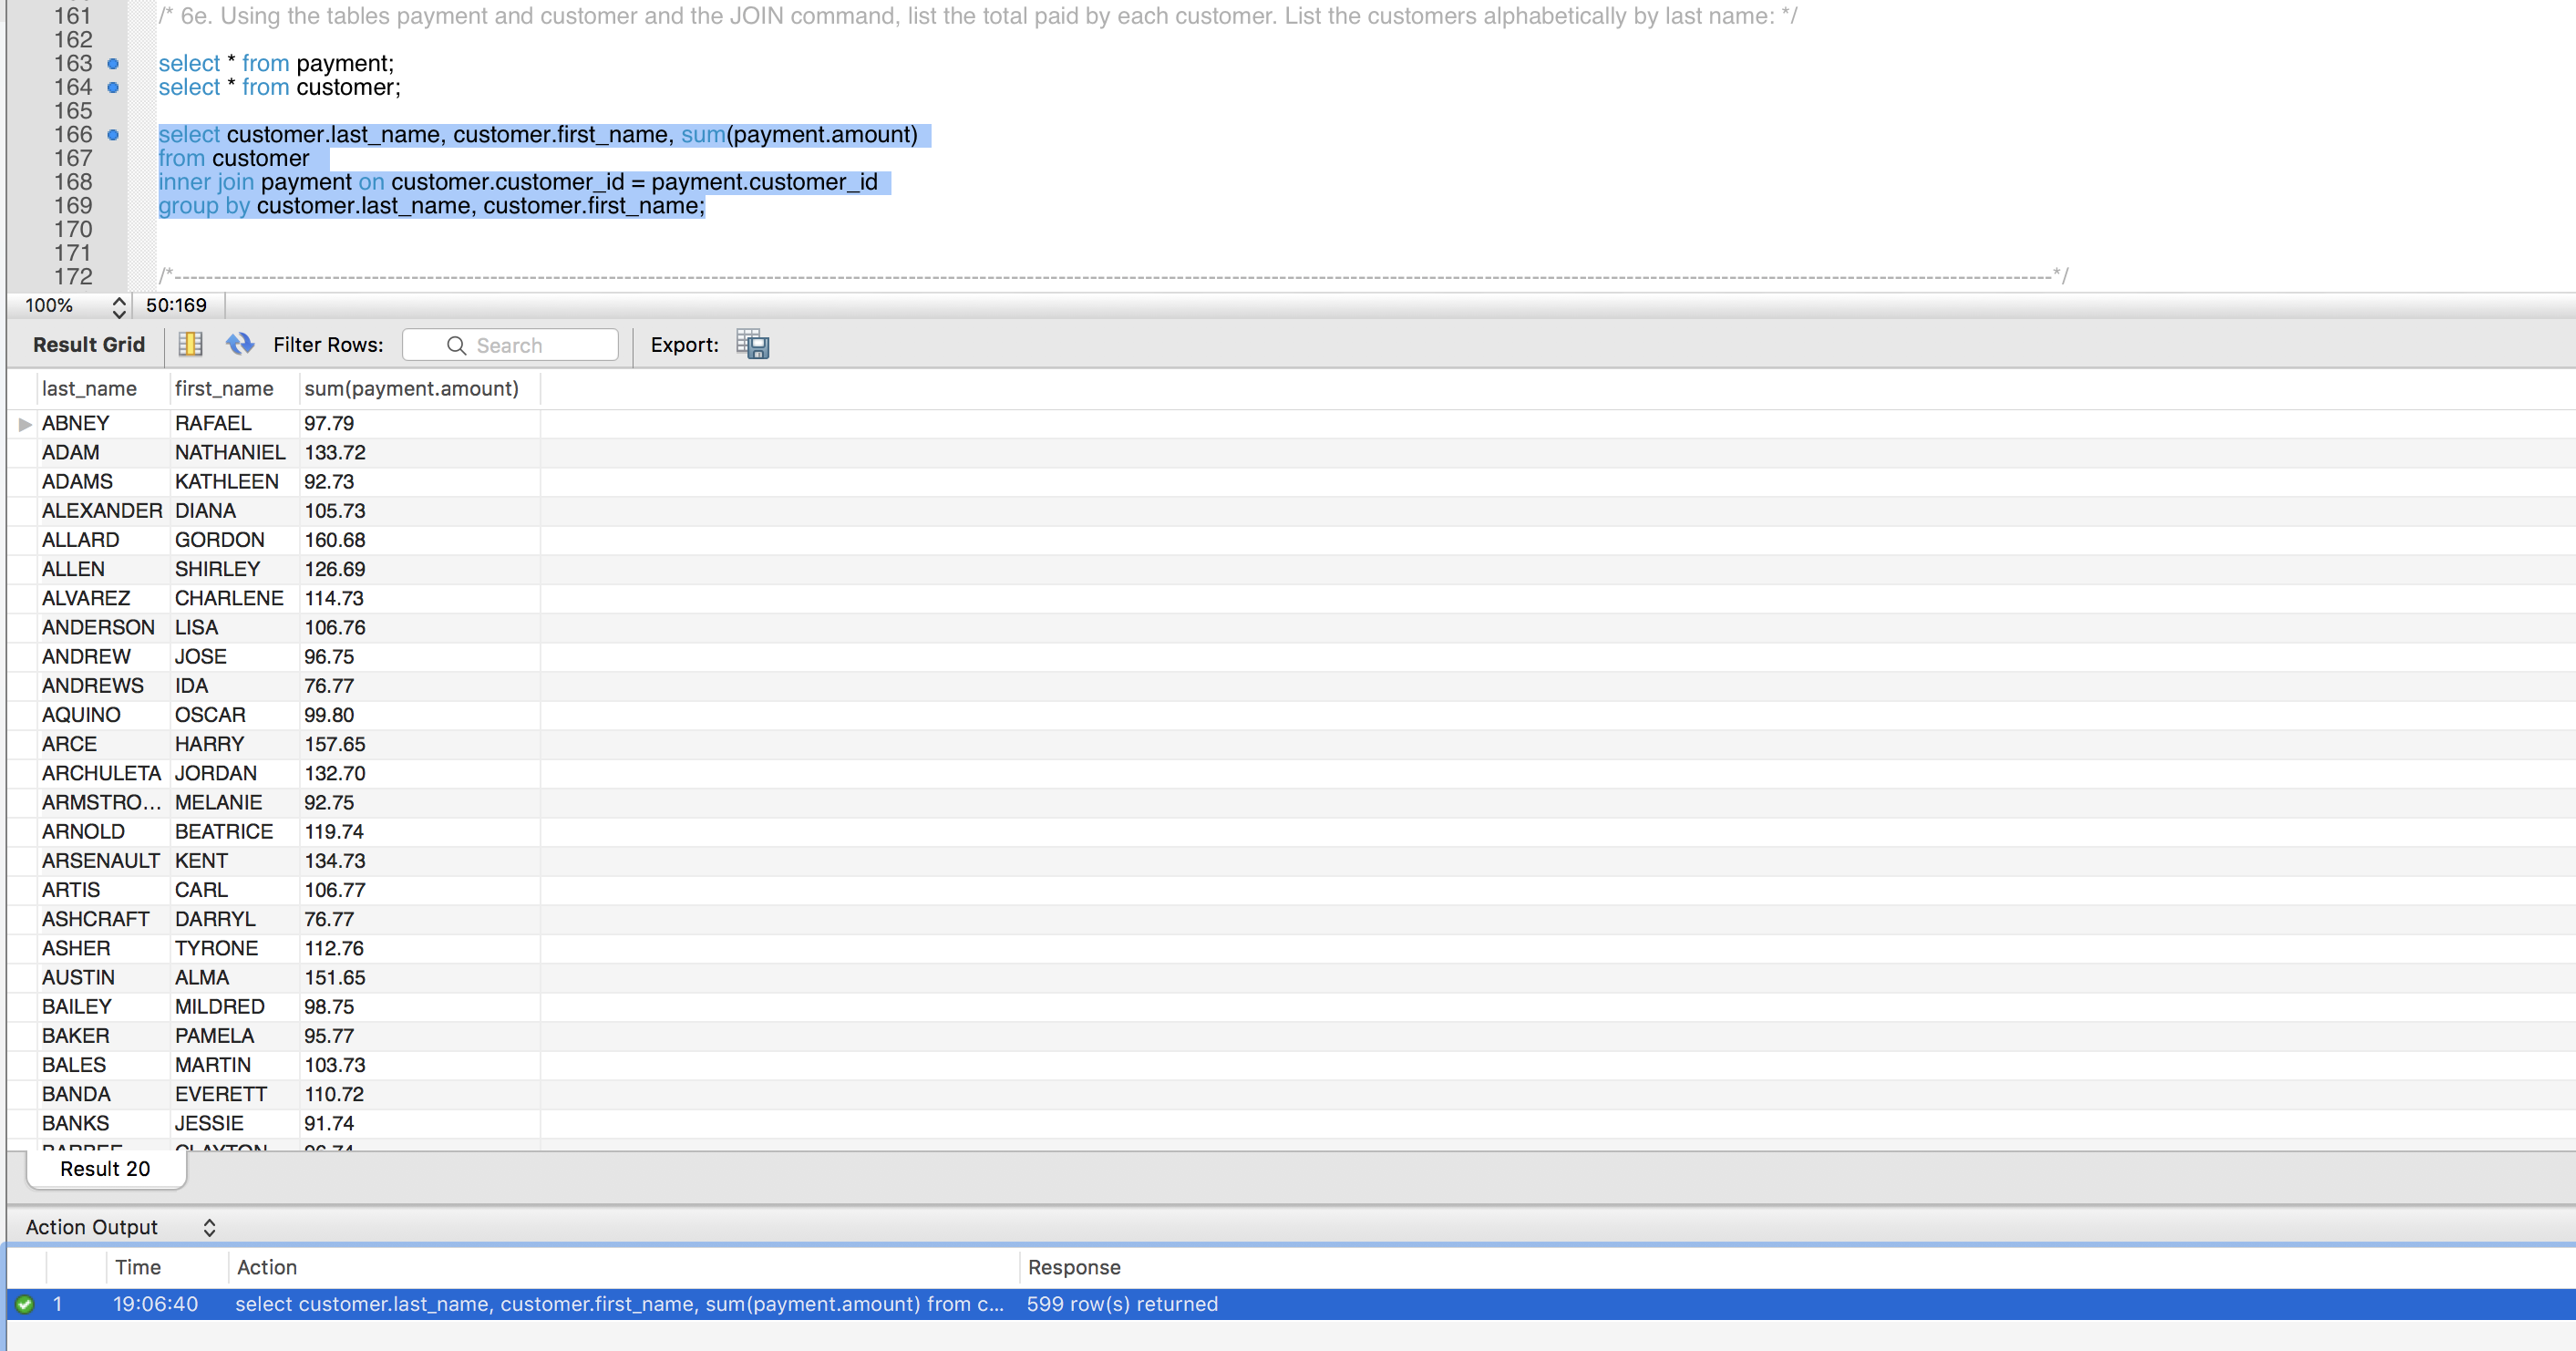 161 /* 6e. Using the tables payment and customer and the JOIN command, list the total paid by each customer. List the customers alphabetically by last name: */
162
163 select * from payment;
164 select * from customer;
165
166 select customer.last_name, customer.first_name, sum(payment.amount)
167 from customer
168 inner join payment on customer.customer_id = payment.customer_id
169 group by customer.last_name, customer.first_name;
170
171
172 /*--------------------------------------------------------------------------------*/
100% 50:169
Result Grid Filter Rows: Search Export:
last_name first_name sum(payment.amount)
ABNEY RAFAEL 97.79
ADAM NATHANIEL 133.72
ADAMS KATHLEEN 92.73
ALEXANDER DIANA 105.73
ALLARD GORDON 160.68
ALLEN SHIRLEY 126.69
ALVAREZ CHARLENE 114.73
ANDERSON LISA 106.76
ANDREW JOSE 96.75
ANDREWS IDA 76.77
AQUINO OSCAR 99.80
ARCE HARRY 157.65
ARCHULETA JORDAN 132.70
ARMSTRO... MELANIE 92.75
ARNOLD BEATRICE 119.74
ARSENAULT KENT 134.73
ARTIS CARL 106.77
ASHCRAFT DARRYL 76.77
ASHER TYRONE 112.76
AUSTIN ALMA 151.65
BAILEY MILDRED 98.75
BAKER PAMELA 95.77
BALES MARTIN 103.73
BANDA EVERETT 110.72
BANKS JESSIE 91.74
Result 20
Action Output
Time Action Response
1 19:06:40 select customer.last_name, customer.first_name, sum(payment.amount) from c... 599 row(s) returned